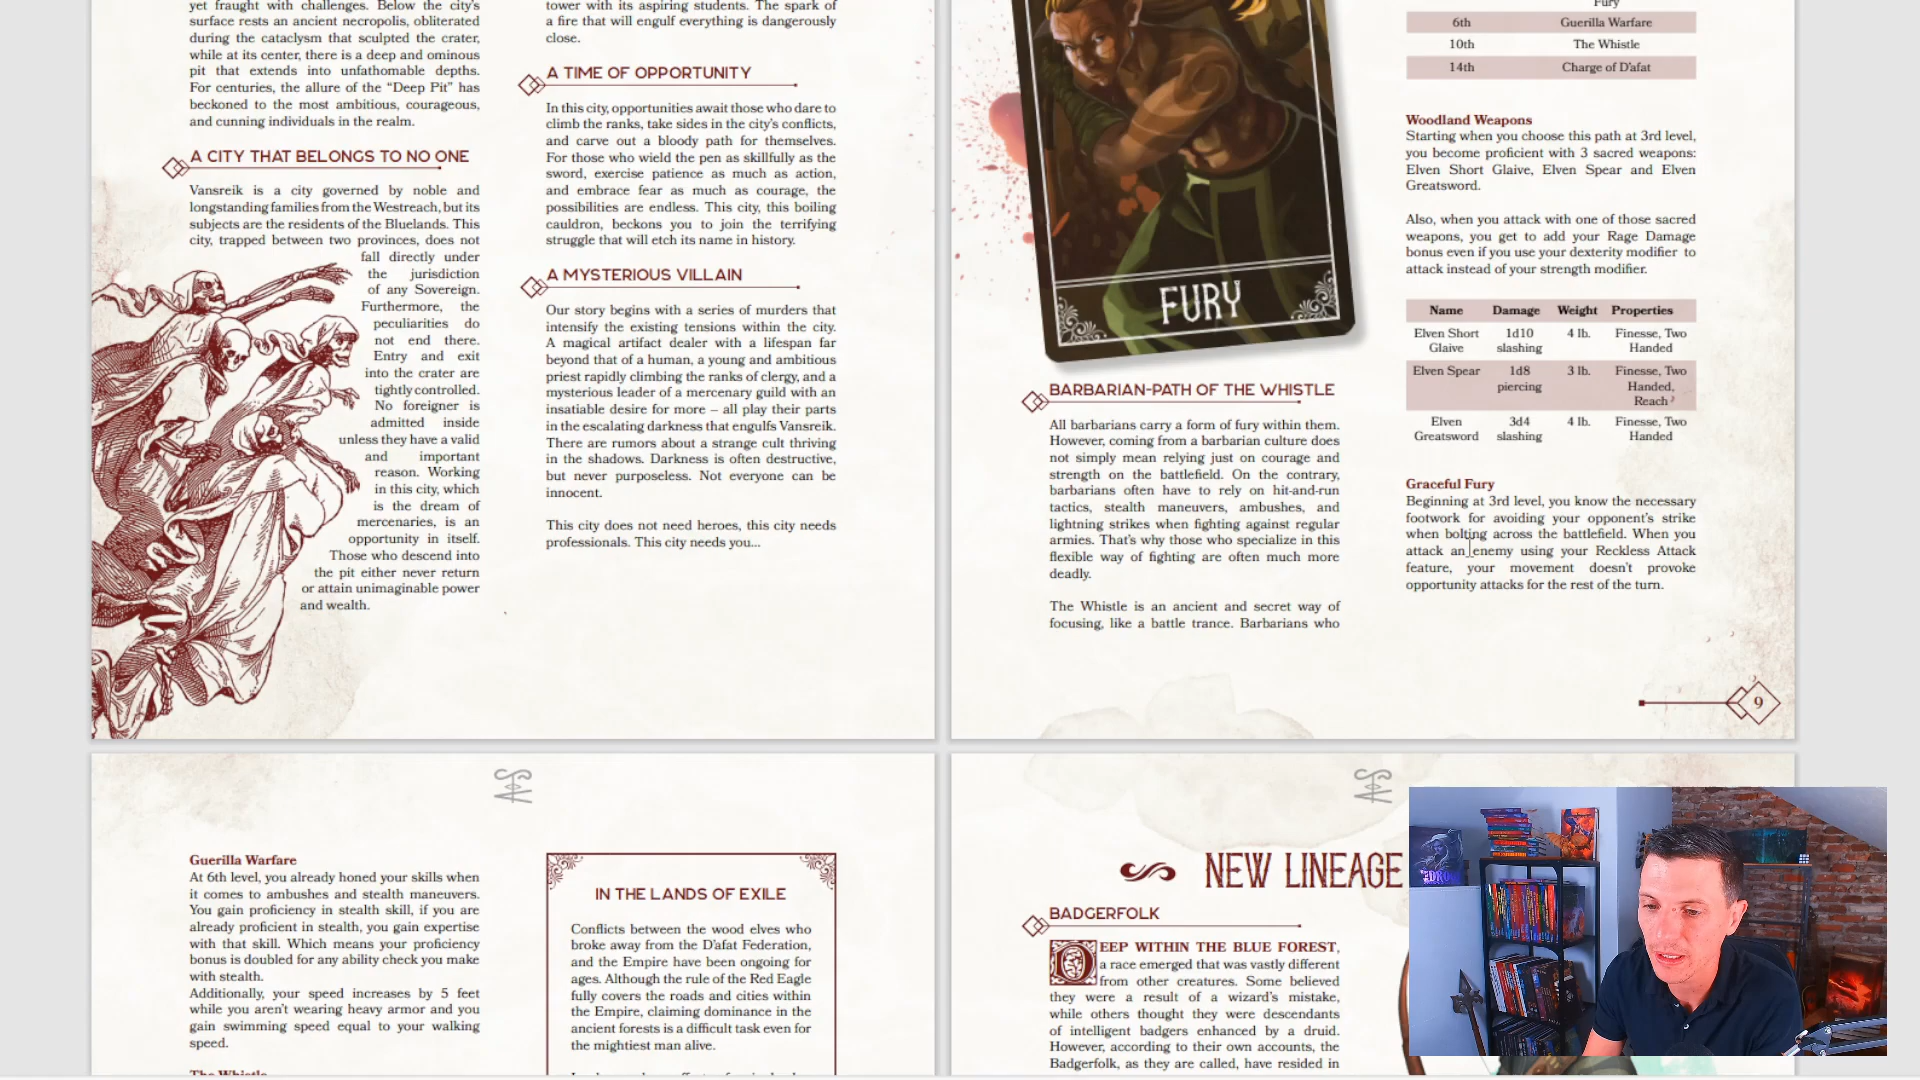 yet fraught with challenges. Below the city's
surface rests an ancient necropolis, obliterated
during the cataclysm that sculpted the crater,
while at its center, there is a deep and ominous
pit that extends into unfathomable depths.
For centuries, the allure of the “Deep Pit” has
beckoned to the most ambitious, courageous,
and cunning individuals in the realm.
A CITY THAT BELONGS TO NO ONE
Vansreik is a city governed by noble and
longstanding families from the Westreach, but its
subjects are the residents of the Bluelands. This
city, trapped between two provinces, does not
fall directly under
the jurisdiction
of any Sovereign.
Furthermore, the
peculiarities do
not end there.
Entry and exit
into the crater are
tightly controlled.
No foreigner is
admitted inside
unless they have a valid
and important
reason. Working
in this city, which
is the dream of
mercenaries, is an
opportunity in itself.
Those who descend into
the pit either never return
or attain unimaginable power
and wealth.
tower with its aspiring students. The spark of
a fire that will engulf everything is dangerously
close.
A TIME OF OPPORTUNITY
In this city, opportunities await those who dare to
climb the ranks, take sides in the city's conflicts,
and carve out a bloody path for themselves.
For those who wield the pen as skillfully as the
sword, exercise patience as much as action,
and embrace fear as much as courage, the
possibilities are endless. This city, this boiling
cauldron, beckons you to join the terrifying
struggle that will etch its name in history.
A MYSTERIOUS VILLAIN
Our story begins with a series of murders that
intensify the existing tensions within the city.
A magical artifact dealer with a lifespan far
beyond that of a human, a young and ambitious
priest rapidly climbing the ranks of clergy, and a
mysterious leader of a mercenary guild with an
insatiable desire for more – all play their parts
in the escalating darkness that engulfs Vansreik.
There are rumors about a strange cult thriving
in the shadows. Darkness is often destructive,
but never purposeless. Not everyone can be
innocent.
This city does not need heroes, this city needs
professionals. This city needs you...
FURY
BARBARIAN-PATH OF THE WHISTLE
All barbarians carry a form of fury within them.
However, coming from a barbarian culture does
not simply mean relying just on courage and
strength on the battlefield. On the contrary,
barbarians often have to rely on hit-and-run
tactics, stealth maneuvers, ambushes, and
lightning strikes when fighting against regular
armies. That's why those who specialize in this
flexible way of fighting are often much more
deadly.
The Whistle is an ancient and secret way of
focusing, like a battle trance. Barbarians who
Fury
6th Guerilla Warfare
10th The Whistle
14th Charge of D'afat
Woodland Weapons
Starting when you choose this path at 3rd level,
you become proficient with 3 sacred weapons:
Elven Short Glaive, Elven Spear and Elven
Greatsword.
Also, when you attack with one of those sacred
weapons, you get to add your Rage Damage
bonus even if you use your dexterity modifier to
attack instead of your strength modifier.
Name Damage Weight Properties
Elven Short 1d10 4 lb. Finesse, Two
Glaive slashing Handed
Elven Spear 1d8 3 lb. Finesse, Two
piercing Handed,
Reach
Elven 3d4 4 lb. Finesse, Two
Greatsword slashing Handed
Graceful Fury
Beginning at 3rd level, you know the necessary
footwork for avoiding your opponent's strike
when bolting across the battlefield. When you
attack an enemy using your Reckless Attack
feature, your movement doesn't provoke
opportunity attacks for the rest of the turn.
9
Guerilla Warfare
At 6th level, you already honed your skills when
it comes to ambushes and stealth maneuvers.
You gain proficiency in stealth skill, if you are
already proficient in stealth, you gain expertise
with that skill. Which means your proficiency
bonus is doubled for any ability check you make
with stealth.
Additionally, your speed increases by 5 feet
while you aren't wearing heavy armor and you
gain swimming speed equal to your walking
speed.
The Whistle
IN THE LANDS OF EXILE
Conflicts between the wood elves who
broke away from the D'afat Federation,
and the Empire have been ongoing for
ages. Although the rule of the Red Eagle
fully covers the roads and cities within
the Empire, claiming dominance in the
ancient forests is a difficult task even for
the mightiest man alive.
NEW LINEAGE
BADGERFOLK
DEEP WITHIN THE BLUE FOREST,
a race emerged that was vastly different
from other creatures. Some believed
they were a result of a wizard's mistake,
while others thought they were descendants
of intelligent badgers enhanced by a druid.
However, according to their own accounts, the
Badgerfolk, as they are called, have resided in